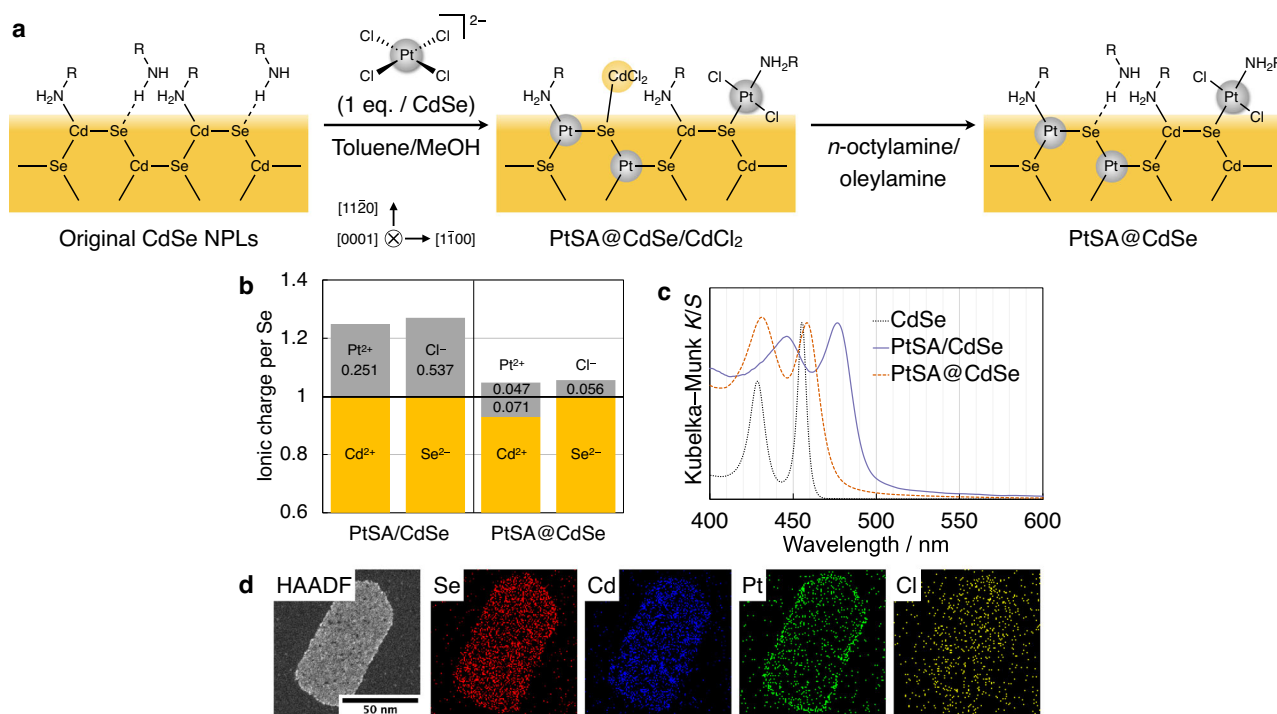 a
R
NH
H
R
H₂N
R
NH
H
R
H₂N
Cd
Se
Cd
Se
Se
Cd
Se
Cd
Original CdSe NPLs
2–
Cl
Cl
Pt
Cl
Cl
(1 eq. / CdSe)
Toluene/MeOH
[112̄0]
[0001]
[11̄00]
R
H₂N
CdCl₂
R
H₂N
Cl
NH₂R
Pt
Cl
Pt
Se
Cd
Se
Se
Pt
Se
Cd
PtSA@CdSe/CdCl₂
n-octylamine/
oleylamine
R
H₂N
R
NH
H
R
H₂N
Cl
NH₂R
Pt
Cl
Pt
Se
Cd
Se
Se
Pt
Se
Cd
PtSA@CdSe
b
Ionic charge per Se
1.4
1.2
1
0.8
0.6
Pt²⁺
0.251
Cl⁻
0.537
Pt²⁺
0.047
0.071
Cl⁻
0.056
Cd²⁺
Se²⁻
Cd²⁺
Se²⁻
PtSA/CdSe
PtSA@CdSe
c
Kubelka–Munk K/S
CdSe
PtSA/CdSe
PtSA@CdSe
400 450 500 550 600
Wavelength / nm
d
HAADF
50 nm
Se
Cd
Pt
Cl